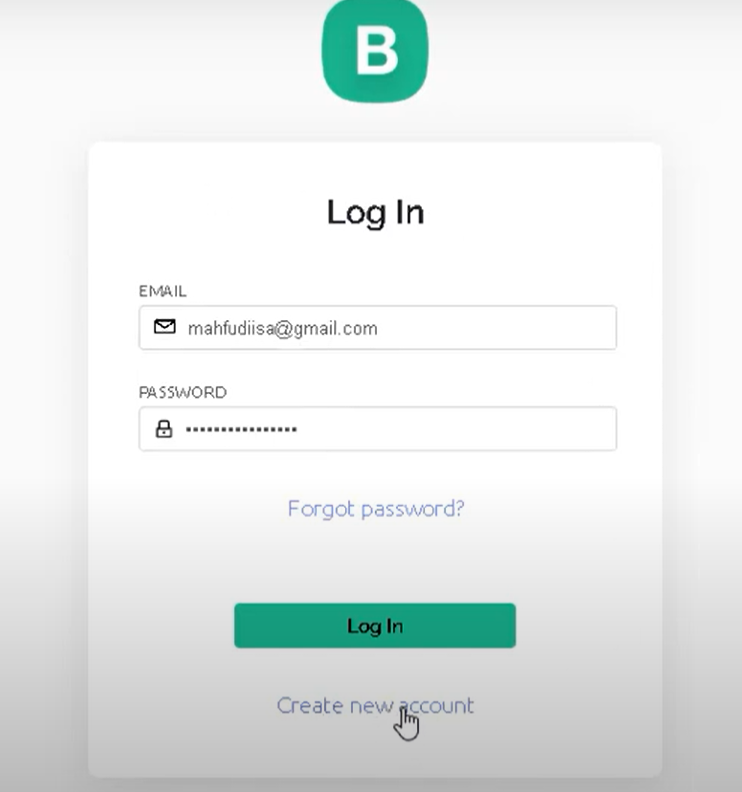 B
Log In
EMAIL
mahfudiisa@gmail.com
PASSWORD
••••••••••••••••
Forgot password?
Log In
Create new account